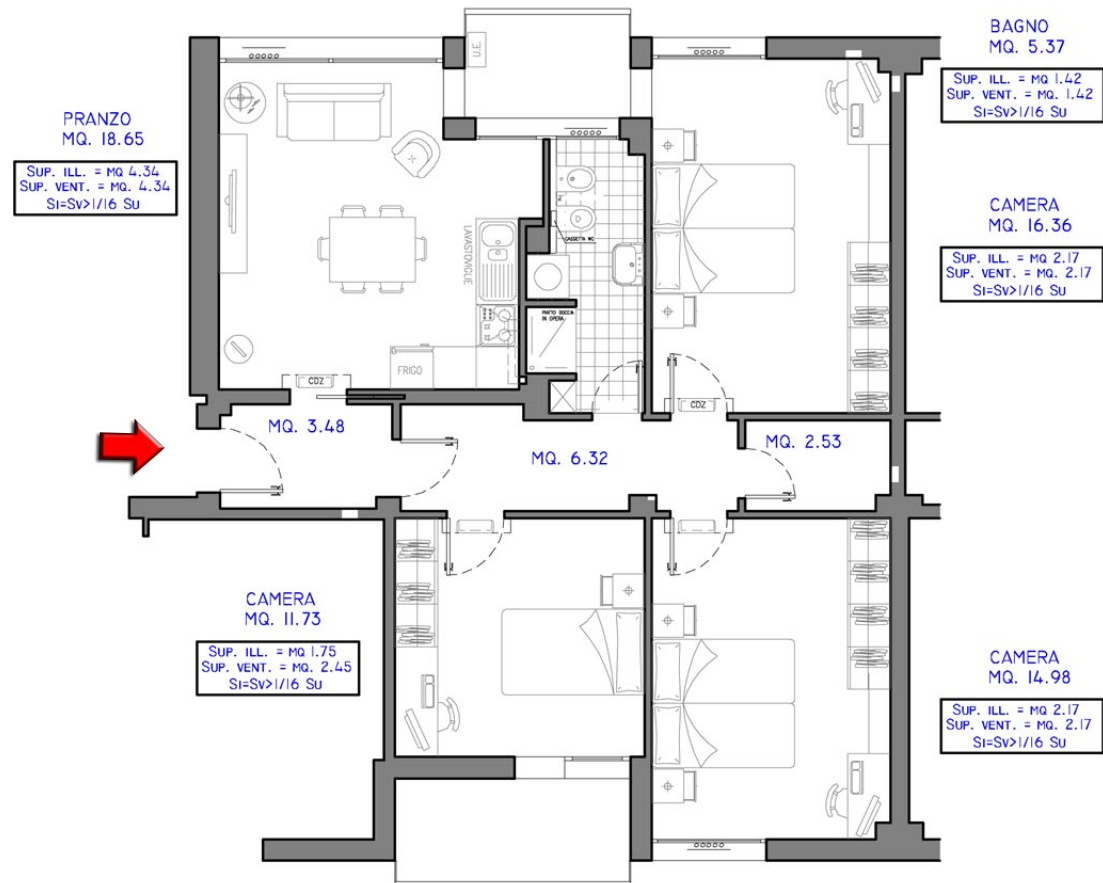 BAGNO
MQ. 5.37
SUP. ILL. = MQ 1.42
SUP. VENT. = MQ. 1.42
SI=SV>1/16 SU
U.E.
PRANZO
MQ. 18.65
SUP. ILL. = MQ 4.34
SUP. VENT. = MQ. 4.34
SI=SV>1/16 SU
CAMERA
MQ. 16.36
SUP. ILL. = MQ 2.17
SUP. VENT. = MQ. 2.17
SI=SV>1/16 SU
LAVASTOVIGLIE
CASSETTA WC
PIATTO DOCCIA
IN OPERA
FRIGO
CDZ
CDZ
MQ. 3.48
MQ. 6.32
MQ. 2.53
CAMERA
MQ. 11.73
SUP. ILL. = MQ 1.75
SUP. VENT. = MQ. 2.45
SI=SV>1/16 SU
CAMERA
MQ. 14.98
SUP. ILL. = MQ 2.17
SUP. VENT. = MQ. 2.17
SI=SV>1/16 SU